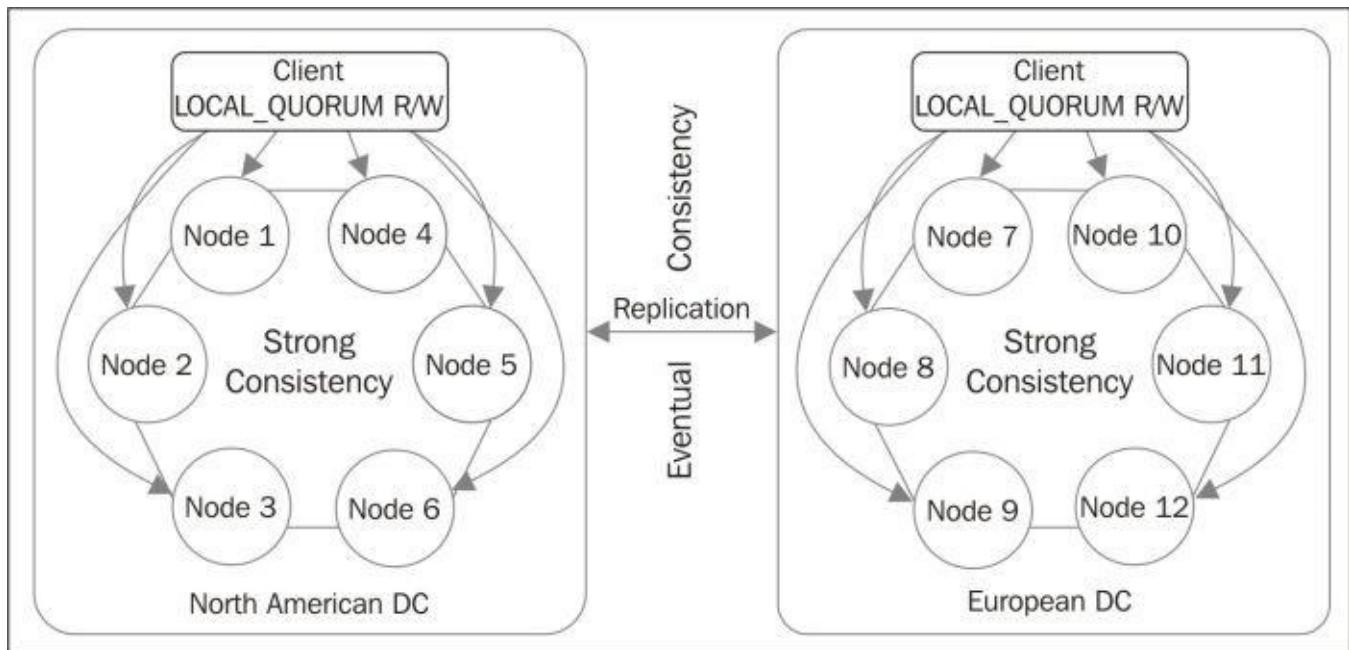 Client
LOCAL_QUORUM R/W
Node 1
Node 4
Node 2
Strong
Consistency
Node 5
Node 3
Node 6
North American DC
Consistency
Replication
Eventual
Client
LOCAL_QUORUM R/W
Node 7
Node 10
Node 8
Strong
Consistency
Node 11
Node 9
Node 12
European DC